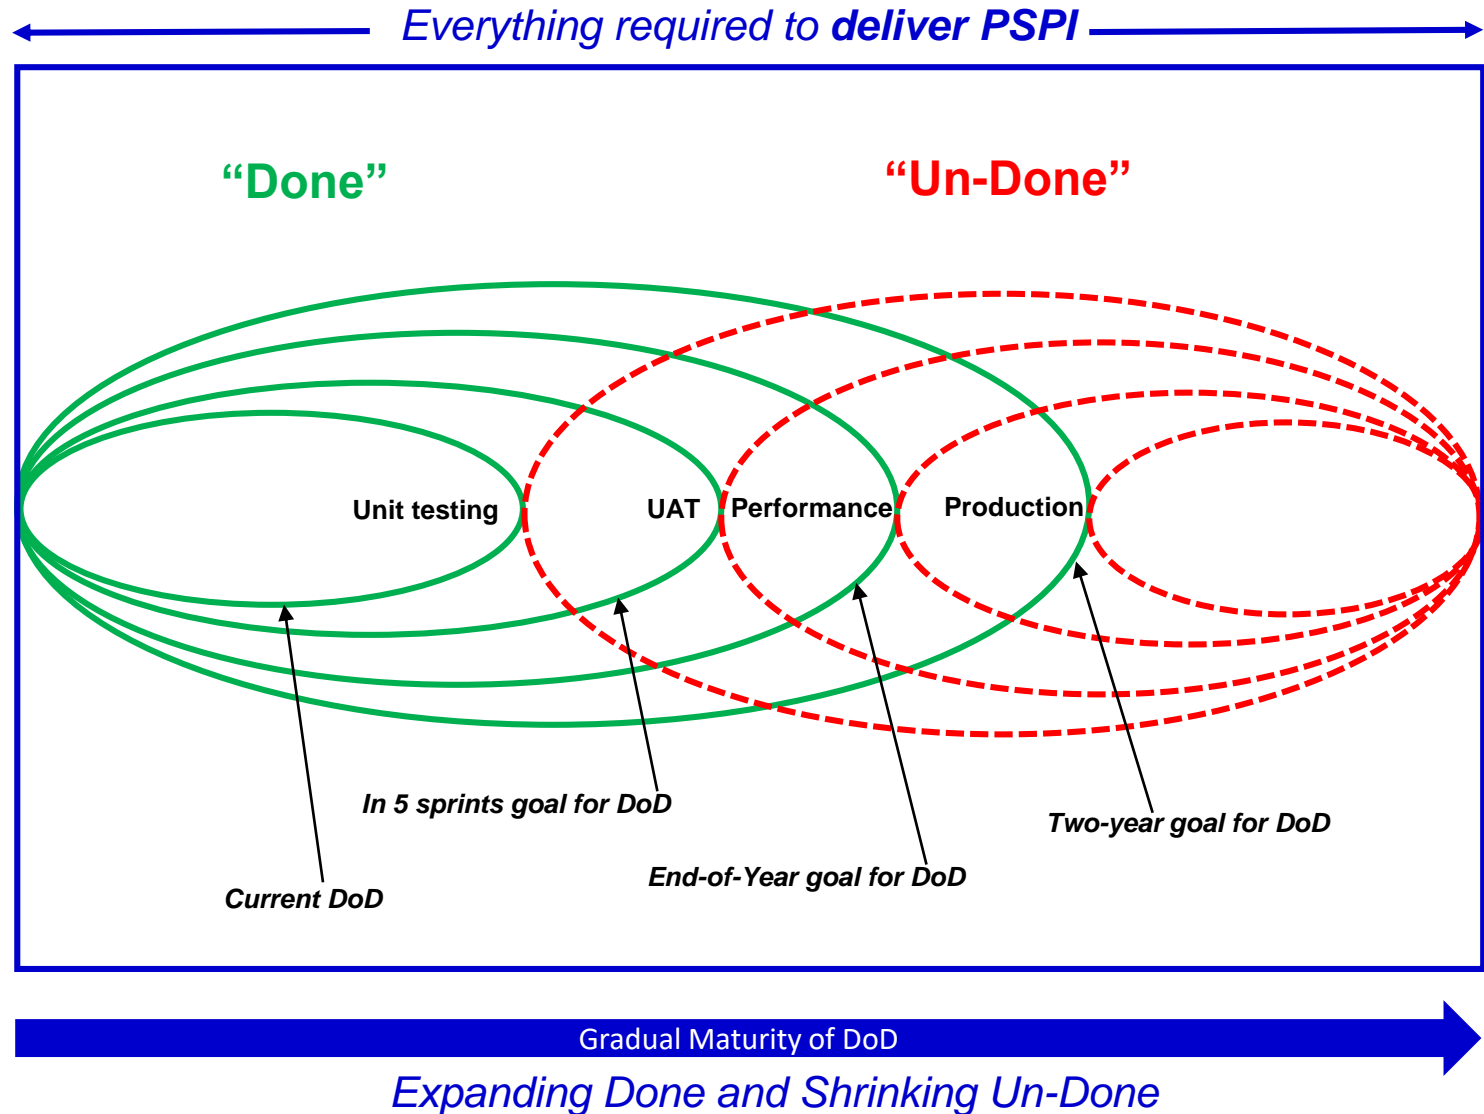 Everything required to deliver PSPI
“Done”
“Un-Done”
Unit testing
UAT
Performance
Production
In 5 sprints goal for DoD
Two-year goal for DoD
End-of-Year goal for DoD
Current DoD
Gradual Maturity of DoD
Expanding Done and Shrinking Un-Done